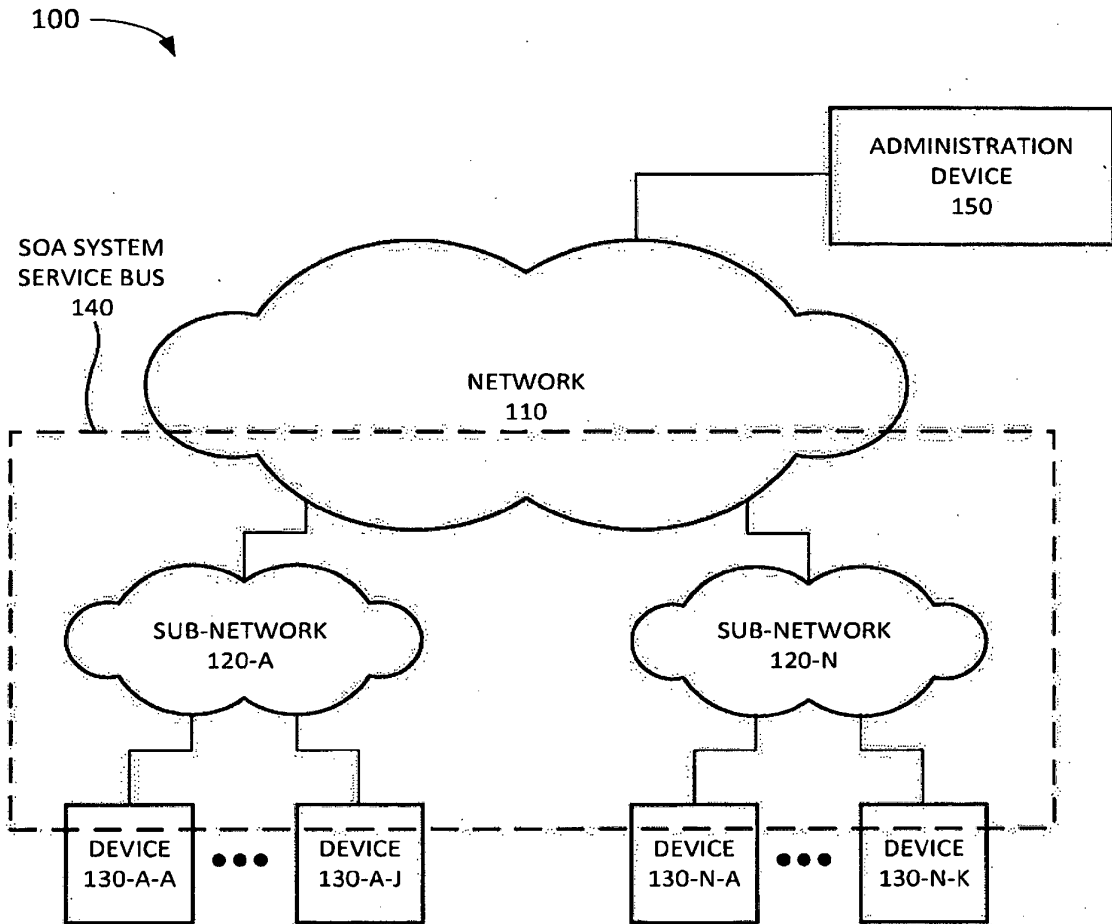 100
ADMINISTRATION
DEVICE
150
SOA SYSTEM
SERVICE BUS
140
NETWORK
110
SUB-NETWORK
120-A
SUB-NETWORK
120-N
DEVICE
130-A-A
DEVICE
130-A-J
DEVICE
130-N-A
DEVICE
130-N-K